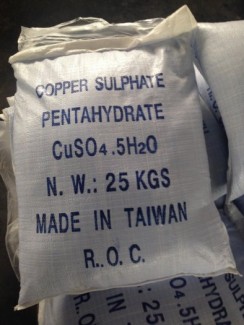 COPPER SULPHATE
PENTAHYDRATE
CuSO4.5H2O
N. W.: 25 KGS
MADE IN TAIWAN
R.. O. C.